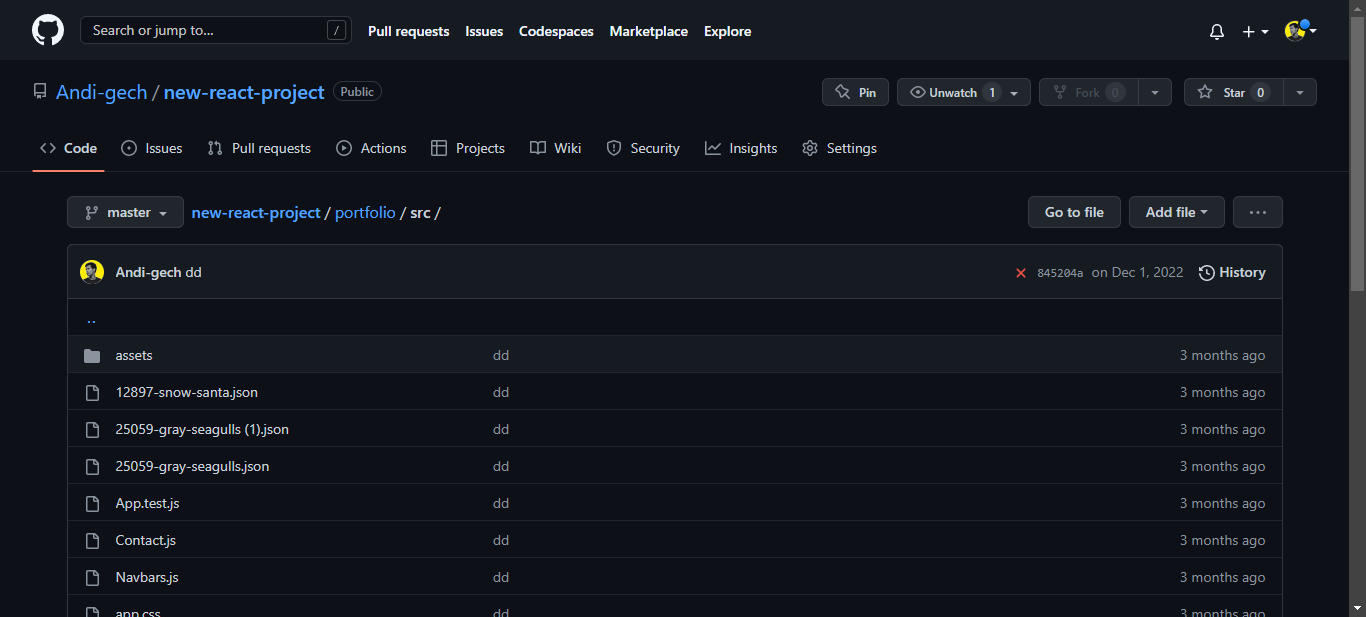 Search or jump to... /
Pull requests Issues Codespaces Marketplace Explore
Andi-gech / new-react-project Public
Pin Unwatch 1 Fork 0 Star 0
Code Issues Pull requests Actions Projects Wiki Security Insights Settings
master new-react-project / portfolio / src /
Go to file Add file ...
Andi-gech dd 845204a on Dec 1, 2022 History
..
assets dd 3 months ago
12897-snow-santa.json dd 3 months ago
25059-gray-seagulls (1).json dd 3 months ago
25059-gray-seagulls.json dd 3 months ago
App.test.js dd 3 months ago
Contact.js dd 3 months ago
Navbars.js dd 3 months ago
app.css dd 3 months ago